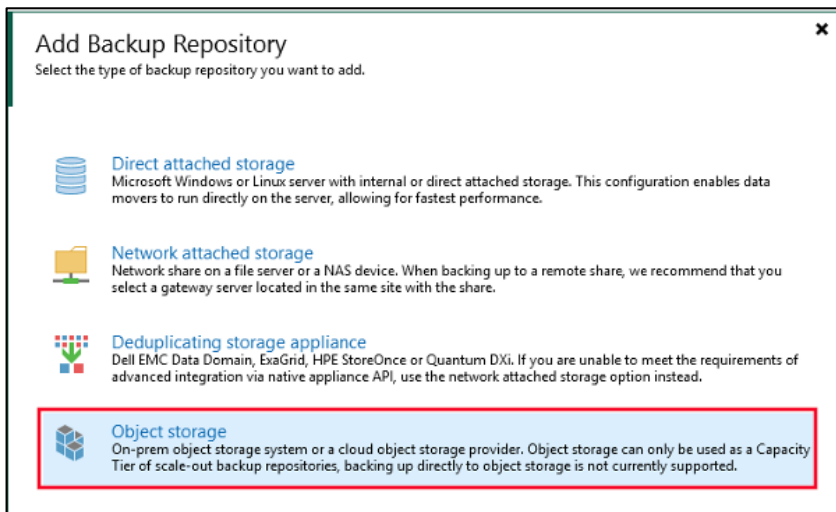 Add Backup Repository
Select the type of backup repository you want to add.
Direct attached storage
Microsoft Windows or Linux server with internal or direct attached storage. This configuration enables data
movers to run directly on the server, allowing for fastest performance.
Network attached storage
Network share on a file server or a NAS device. When backing up to a remote share, we recommend that you
select a gateway server located in the same site with the share.
Deduplicating storage appliance
Dell EMC Data Domain, ExaGrid, HPE StoreOnce or Quantum DXi. If you are unable to meet the requirements of
advanced integration via native appliance API, use the network attached storage option instead.
Object storage
On-prem object storage system or a cloud object storage provider. Object storage can only be used as a Capacity
Tier of scale-out backup repositories, backing up directly to object storage is not currently supported.